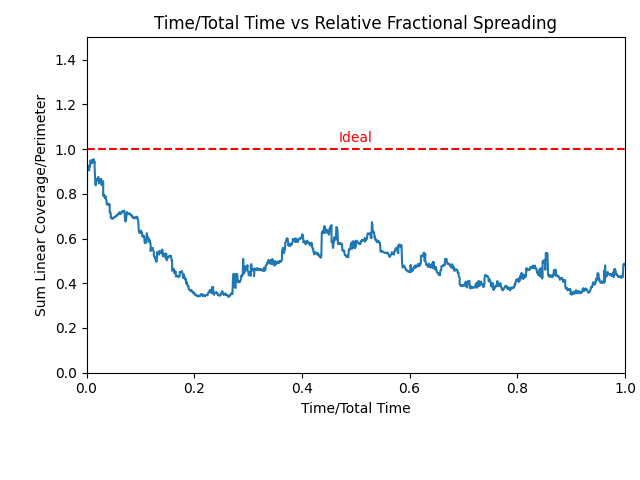 Time/Total Time vs Relative Fractional Spreading
Sum Linear Coverage/Perimeter
1.4
1.2
1.0
0.8
0.6
0.4
0.2
0.0
Ideal
0.0 0.2 0.4 0.6 0.8 1.0
Time/Total Time